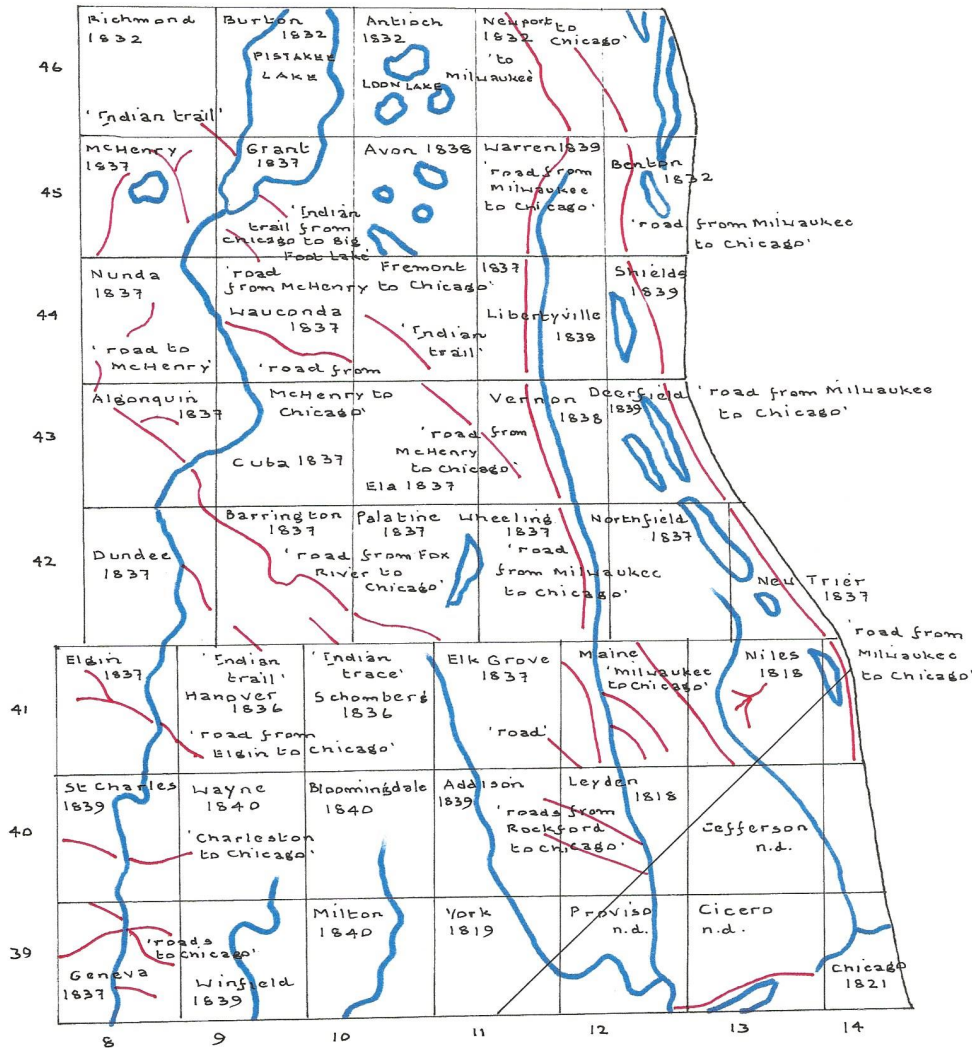 Richmond
1832
Burton
1832
PISTAKEE
LAKE
Antioch
1832
LOON LAKE
Newport
1832
'to
Milwaukee
to
Chicago'
46
'Indian trail'
McHenry
1837
Grant
1837
Avon 1838
Warren 1839
'road from
Milwaukee
to Chicago'
Benton
1832
45
'Indian
trail from
Chicago to Big
Foot Lake'
'road from Milwaukee
to Chicago'
Nunda
1837
'road
from McHenry to Chicago'
Fremont 1837
Shields
1839
44
Wauconda
1837
Libertyville
1838
'Indian
trail'
'road to
McHenry'
'road from
McHenry to
Chicago'
Algonquin
1837
Vernon
1838
Deerfield
1839
'road from Milwaukee
to Chicago'
43
Cuba 1837
'road from
McHenry
to Chicago'
Ela 1837
Barrington
1837
Palatine
1837
Wheeling
1837
Northfield
1837
42
Dundee
1837
'road from Fox
River to
Chicago'
'road
from Milwaukee
to Chicago'
New Trier
1837
'road from
Milwaukee
to Chicago'
Elgin
1837
'Indian
trail'
'Indian
trace'
Elk Grove
1837
Maine
'Milwaukee
to Chicago'
Niles
1818
41
Hanover
1836
Schomberg
1836
'road from
Elgin to Chicago'
'road'
St Charles
1839
Wayne
1840
Bloomingdale
1840
Addison
1839
Leyden
1818
40
'Charleston
to Chicago'
'roads from
Rockford
to Chicago'
Jefferson
n.d.
Milton
1840
York
1819
Proviso
n.d.
Cicero
n.d.
39
'roads
to Chicago'
Geneva
1837
Winfield
1839
Chicago
1821
8 9 10 11 12 13 14